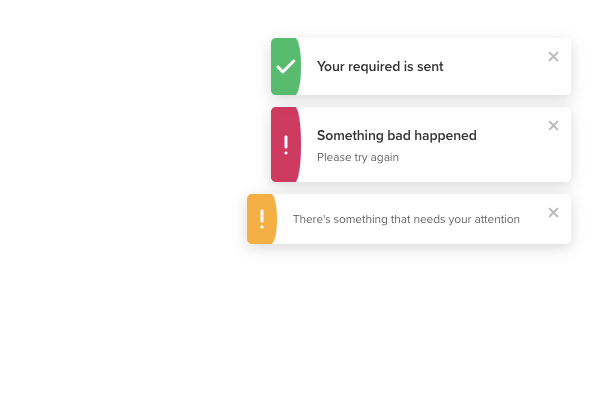 Your required is sent
Something bad happened
Please try again
There's something that needs your attention